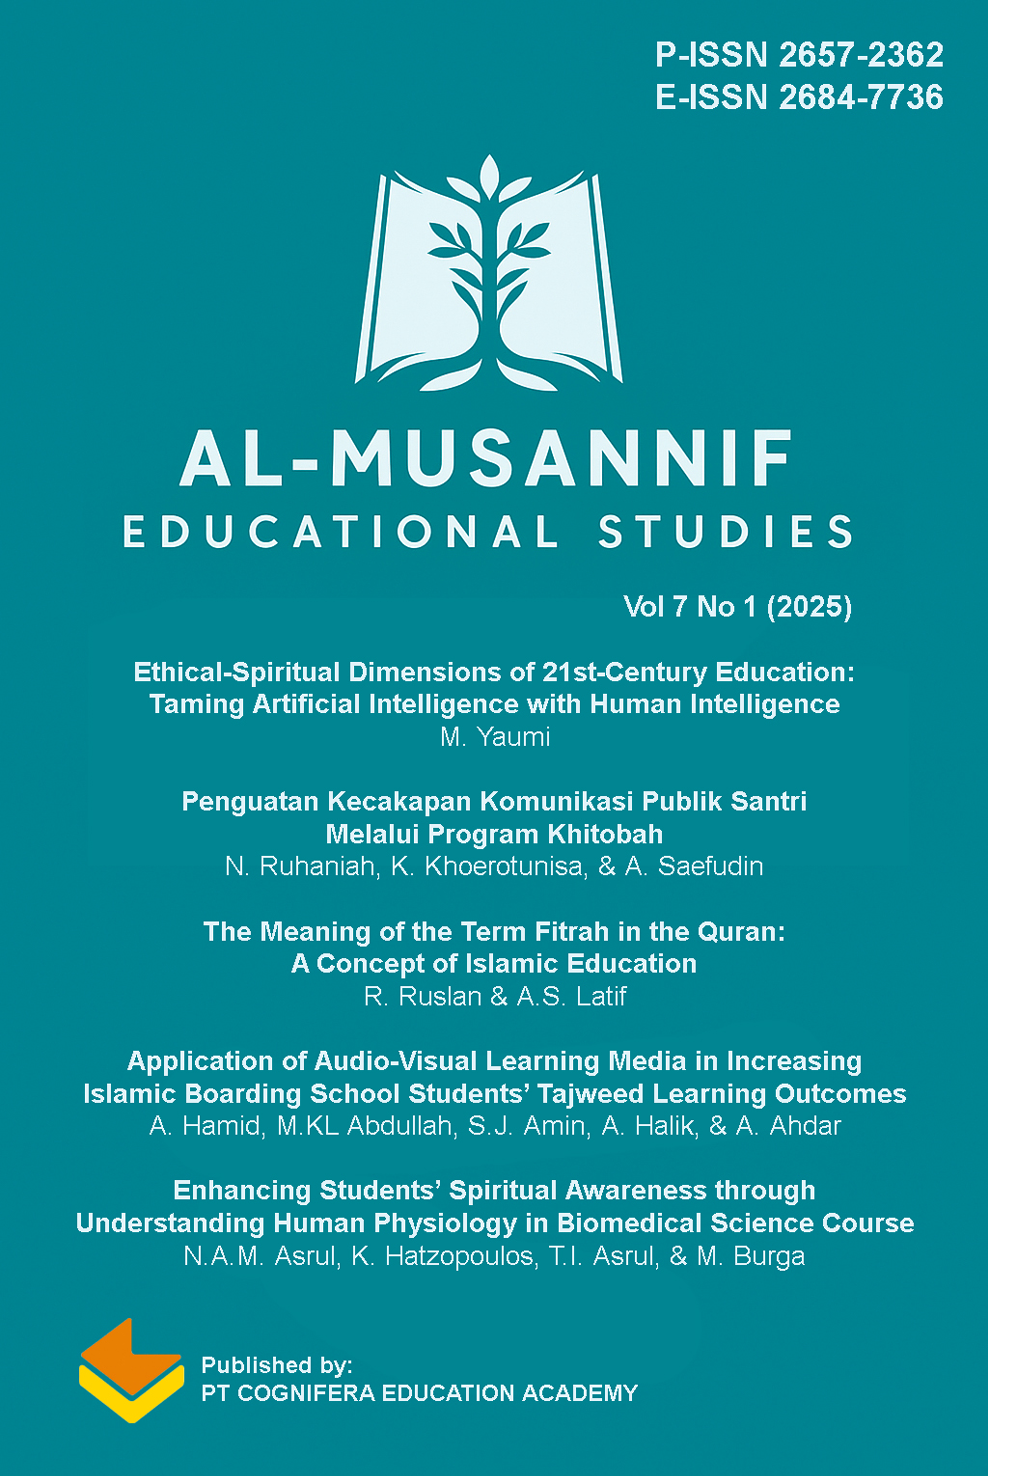 P-ISSN 2657-2362
E-ISSN 2684-7736
AL-MUSANNIF
EDUCATIONAL STUDIES
Vol 7 No 1 (2025)
Ethical-Spiritual Dimensions of 21st-Century Education:
Taming Artificial Intelligence with Human Intelligence
M. Yaumi
Penguatan Kecakapan Komunikasi Publik Santri
Melalui Program Khitobah
N. Ruhaniah, K. Khoerotunisa, & A. Saefudin
The Meaning of the Term Fitrah in the Quran:
A Concept of Islamic Education
R. Ruslan & A.S. Latif
Application of Audio-Visual Learning Media in Increasing
Islamic Boarding School Students’ Tajweed Learning Outcomes
A. Hamid, M.KL Abdullah, S.J. Amin, A. Halik, & A. Ahdar
Enhancing Students’ Spiritual Awareness through
Understanding Human Physiology in Biomedical Science Course
N.A.M. Asrul, K. Hatzopoulos, T.I. Asrul, & M. Burga
Published by:
PT COGNIFERA EDUCATION ACADEMY